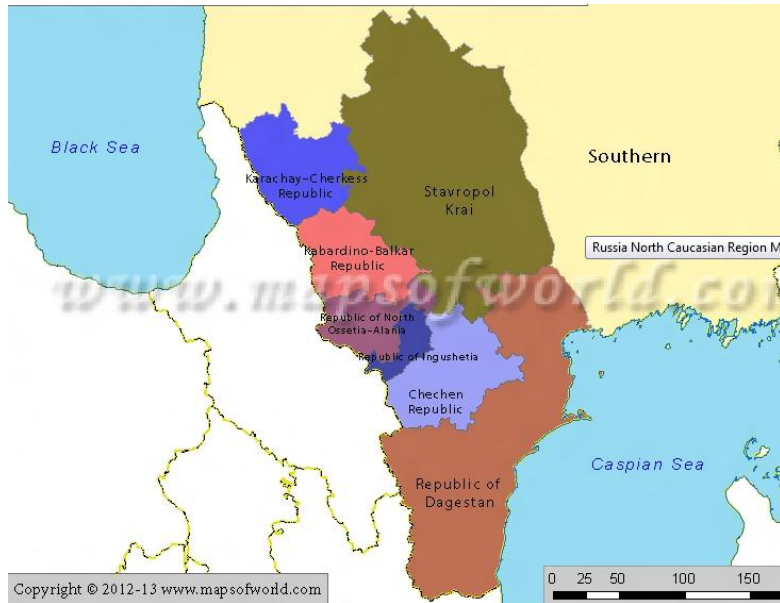 Black Sea
Karachay-Cherkess
Republic
Southern
Stavropol
Krai
Russia North Caucasian Region M
Kabardino-Balkar
Republic
www.mapsofworld.com
Republic of North
Ossetia-Alania
Republic of Ingushetia
Chechen
Republic
Caspian Sea
Republic of
Dagestan
0 25 50 100 150
Copyright © 2012-13 www.mapsofworld.com